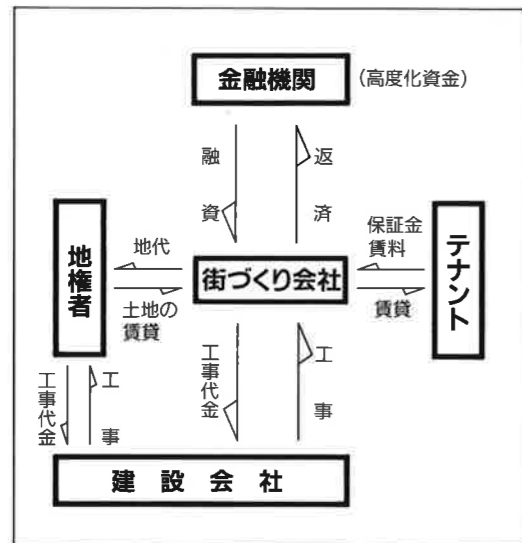 金融機関
(高度化資金)
融資
返済
地権者
地代
土地の
賃貸
街づくり会社
保証金
賃料
賃貸
テナント
工事代金
工事
工事代金
工事
建設会社